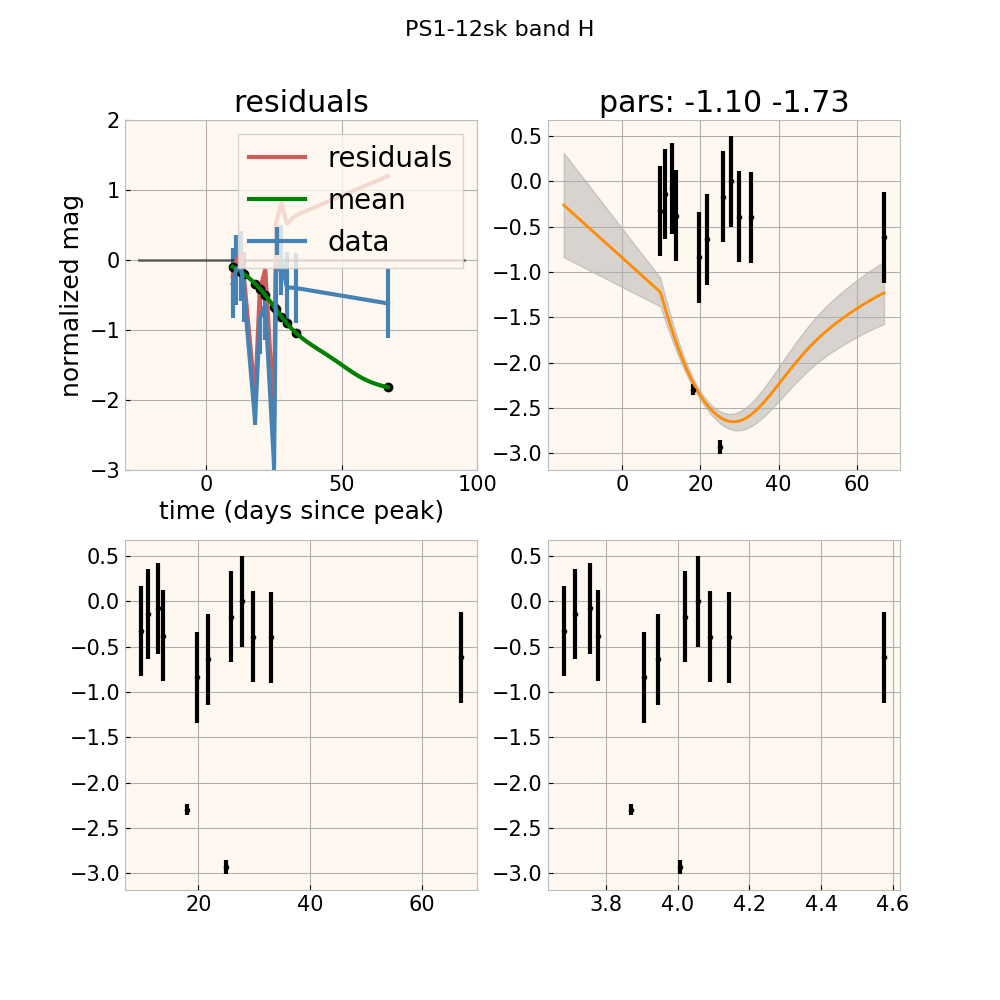 PS1-12sk band H
residuals
pars: -1.10 -1.73
normalized mag
2
1
0
−1
−2
−3
residuals
mean
data
0 50 100
time (days since peak)
0.5
0.0
−0.5
−1.0
−1.5
−2.0
−2.5
−3.0
0 20 40 60
0.5
0.0
−0.5
−1.0
−1.5
−2.0
−2.5
−3.0
20 40 60
0.5
0.0
−0.5
−1.0
−1.5
−2.0
−2.5
−3.0
3.8 4.0 4.2 4.4 4.6